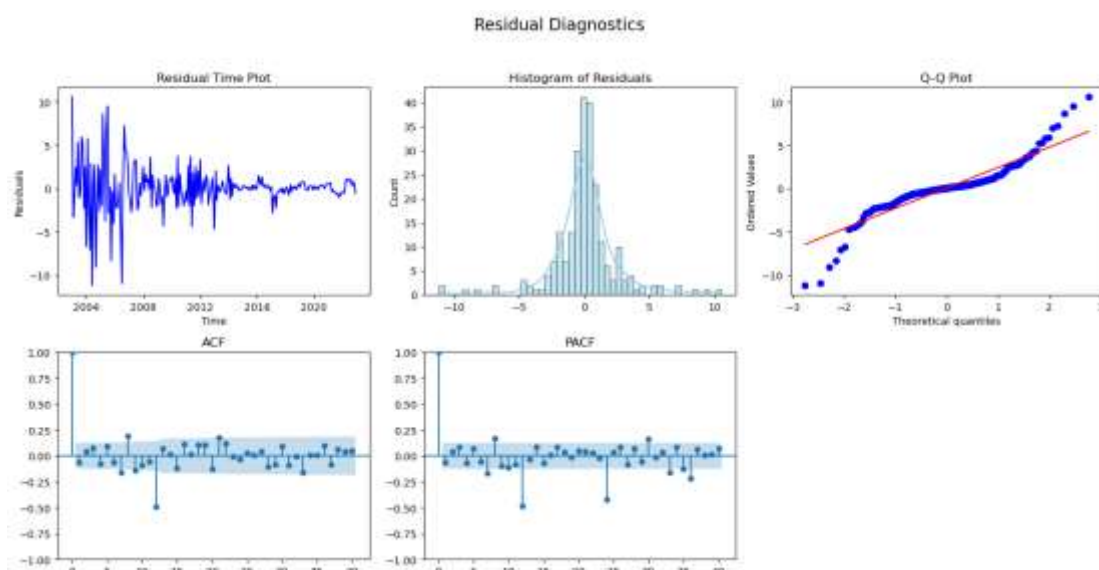 Residual Diagnostics
Residual Time Plot
Histogram of Residuals
Q-Q Plot
Residuals
10
5
0
−5
−10
2004 2008 2012 2016 2020
Time
Count
40
35
30
25
20
15
10
5
0
−10 −5 0 5 10
Ordered Values
10
5
0
−5
−10
−3 −2 −1 0 1 2 3
Theoretical quantiles
ACF
PACF
1.00
0.75
0.50
0.25
0.00
−0.25
−0.50
−0.75
−1.00
1.00
0.75
0.50
0.25
0.00
−0.25
−0.50
−0.75
−1.00